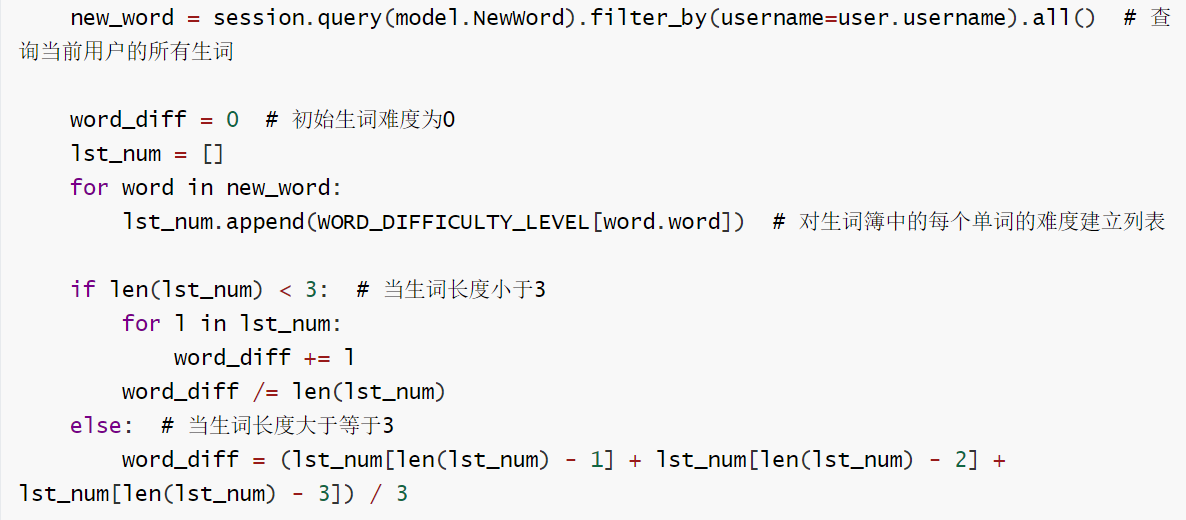 new_word = session.query(model.NewWord).filter_by(username=user.username).all()  # 查
询当前用户的所有生词

    word_diff = 0  # 初始生词难度为0
    lst_num = []
    for word in new_word:
        lst_num.append(WORD_DIFFICULTY_LEVEL[word.word])  # 对生词簿中的每个单词的难度建立列表

    if len(lst_num) < 3:  # 当生词长度小于3
        for l in lst_num:
            word_diff += l
        word_diff /= len(lst_num)
    else:  # 当生词长度大于等于3
        word_diff = (lst_num[len(lst_num) - 1] + lst_num[len(lst_num) - 2] +
lst_num[len(lst_num) - 3]) / 3